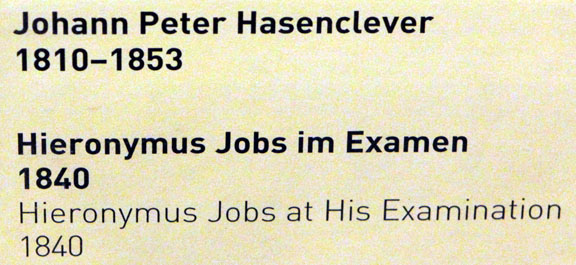 Johann Peter Hasenclever
1810–1853
Hieronymus Jobs im Examen
1840
Hieronymus Jobs at His Examination
1840